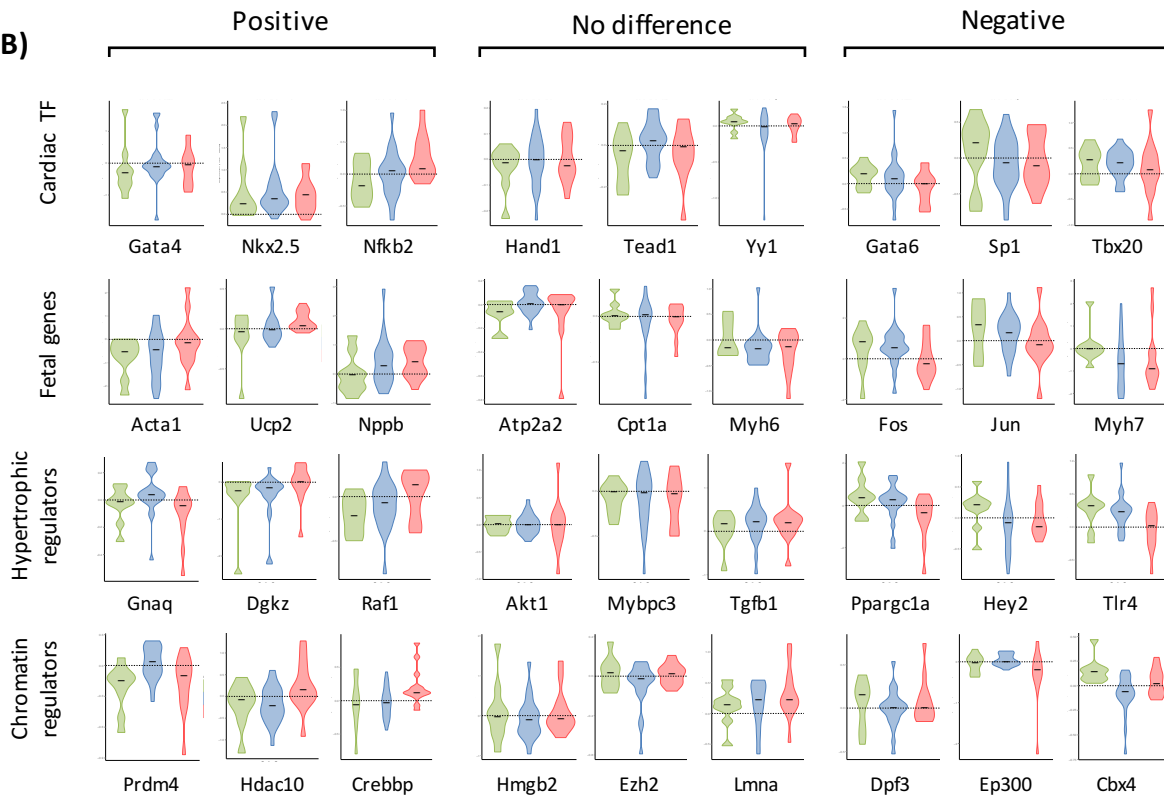 B)
Positive No difference Negative
Cardiac TF
Gata4 Nkx2.5 Nfkb2 Hand1 Tead1 Yy1 Gata6 Sp1 Tbx20
Fetal genes
Acta1 Ucp2 Nppb Atp2a2 Cpt1a Myh6 Fos Jun Myh7
Hypertrophic
regulators
Gnaq Dgkz Raf1 Akt1 Mybpc3 Tgfb1 Ppargc1a Hey2 Tlr4
Chromatin
regulators
Prdm4 Hdac10 Crebbp Hmgb2 Ezh2 Lmna Dpf3 Ep300 Cbx4